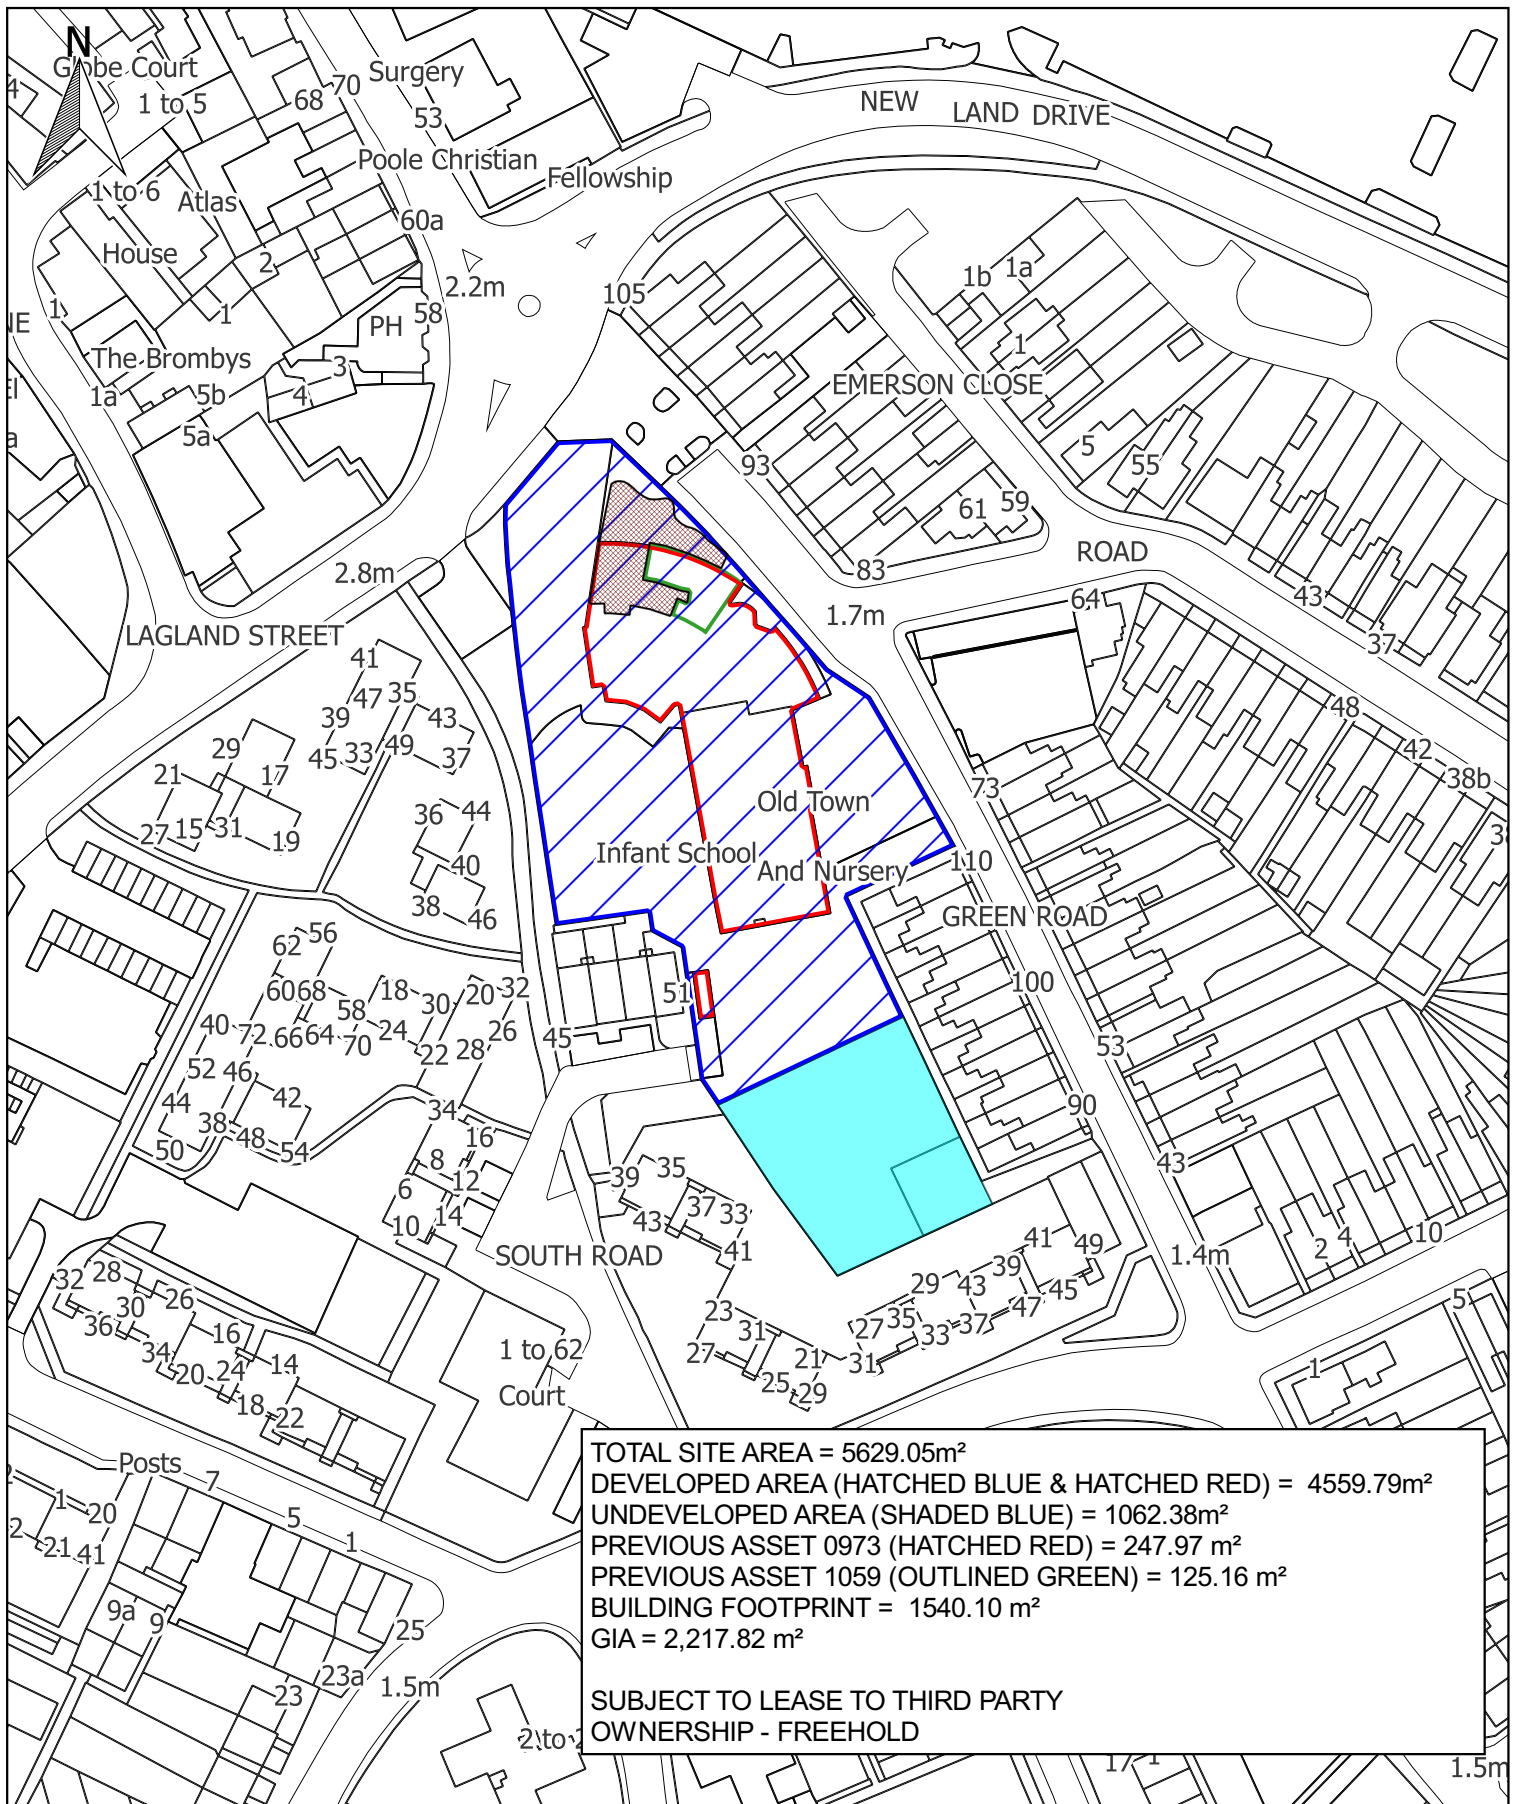 N
Globe Court
1 to 5
4
68
70
Surgery
53
NEW LAND DRIVE
Poole Christian
Fellowship
1 to 6
Atlas
House
60a
2
2.2m
1
1
58
PH
105
1b
1a
1
The Brombys
3
4
1a
5b
5a
EMERSON CLOSE
93
5
55
61
59
ROAD
83
2.8m
1.7m
64
43
37
LAGLAND STREET
41
47
35
39
43
45
33
49
37
29
21
17
27
15
31
19
36
44
40
38
46
48
42
38b
73
Old Town
Infant School
And Nursery
110
GREEN ROAD
100
53
90
43
62
56
60
68
58
18
30
20
32
40
72
66
64
70
24
22
28
26
51
45
52
46
44
42
38
48
54
50
34
16
8
12
6
14
10
39
35
37
33
43
41
SOUTH ROAD
41
49
39
29
43
45
47
35
37
27
33
31
23
31
27
21
25
29
1.4m
2
4
10
5
1
32
28
26
30
36
16
34
20
24
14
18
22
1 to 62
Court
Posts
7
5
1
1
20
2
21
41
9a
9
25
23a
23
1.5m
2 to
17
1
1.5m
TOTAL SITE AREA = 5629.05m²
DEVELOPED AREA (HATCHED BLUE & HATCHED RED) = 4559.79m²
UNDEVELOPED AREA (SHADED BLUE) = 1062.38m²
PREVIOUS ASSET 0973 (HATCHED RED) = 247.97 m²
PREVIOUS ASSET 1059 (OUTLINED GREEN) = 125.16 m²
BUILDING FOOTPRINT = 1540.10 m²
GIA = 2,217.82 m²
SUBJECT TO LEASE TO THIRD PARTY
OWNERSHIP - FREEHOLD